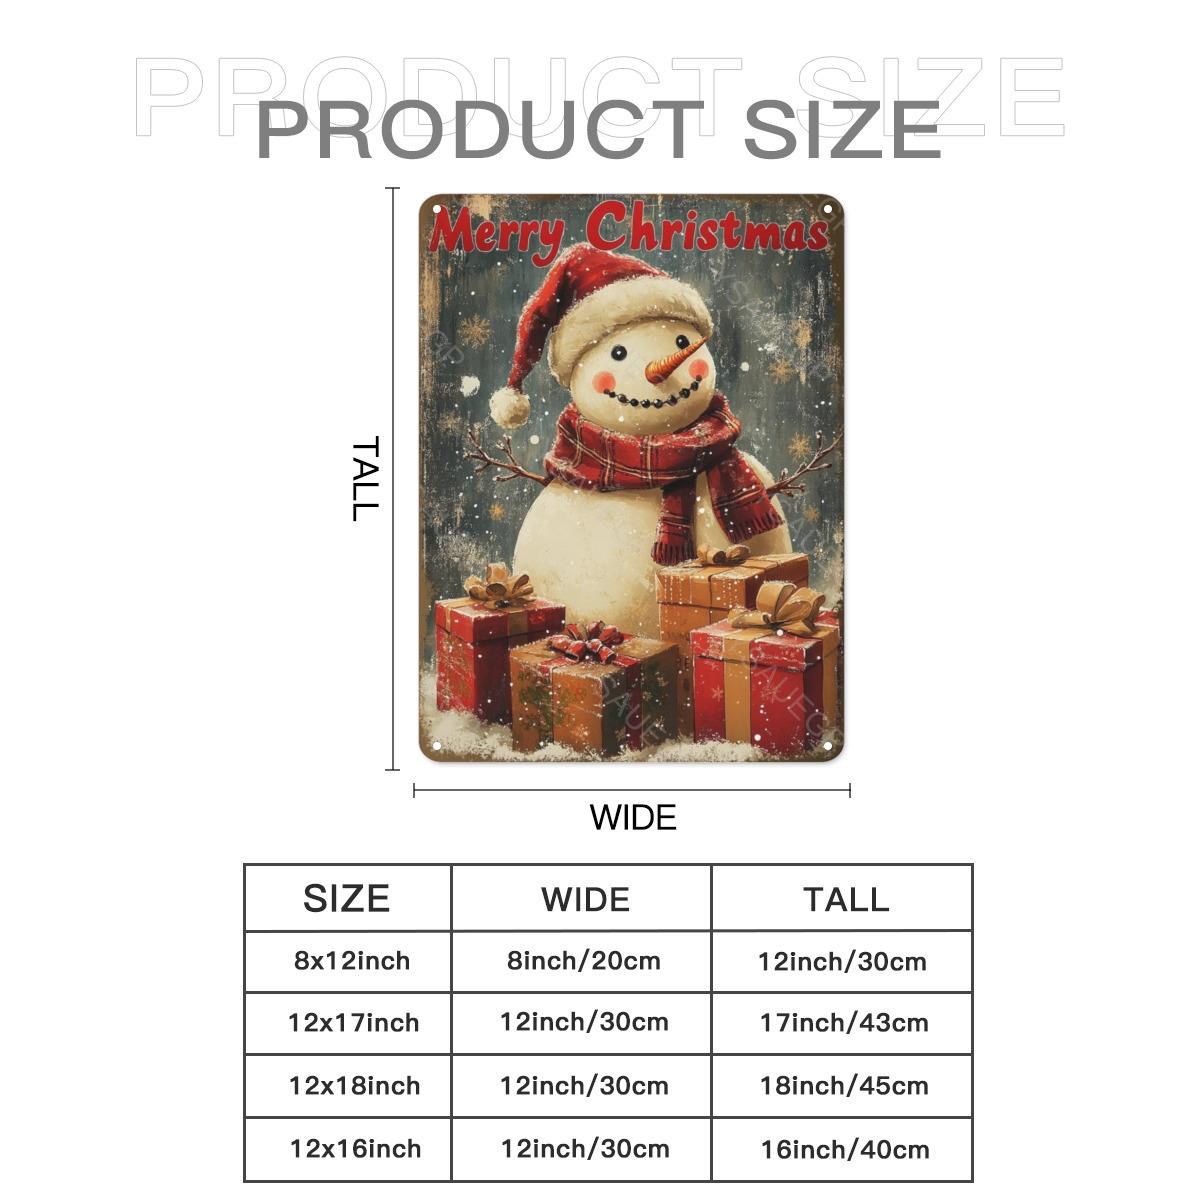 PRODUCT SIZE
PRODUCT SIZE
Merry Christmas
TALL
WIDE
SIZE WIDE TALL
8x12inch 8inch/20cm 12inch/30cm
12x17inch 12inch/30cm 17inch/43cm
12x18inch 12inch/30cm 18inch/45cm
12x16inch 12inch/30cm 16inch/40cm